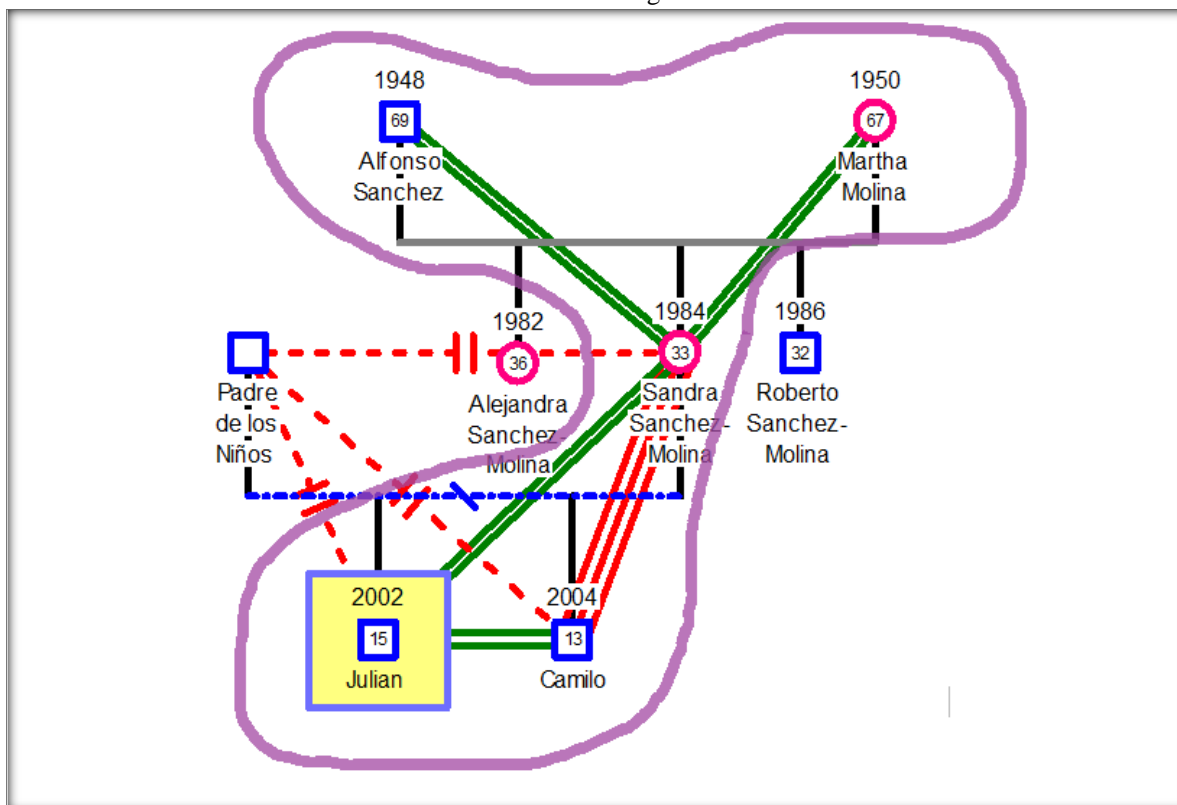 1948
69
Alfonso
Sanchez
1950
67
Martha
Molina
1982
36
Alejandra
Sanchez-
Molina
1984
33
Sandra
Sanchez-
Molina
1986
32
Roberto
Sanchez-
Molina
Padre
de los
Niños
2002
15
Julian
2004
13
Camilo